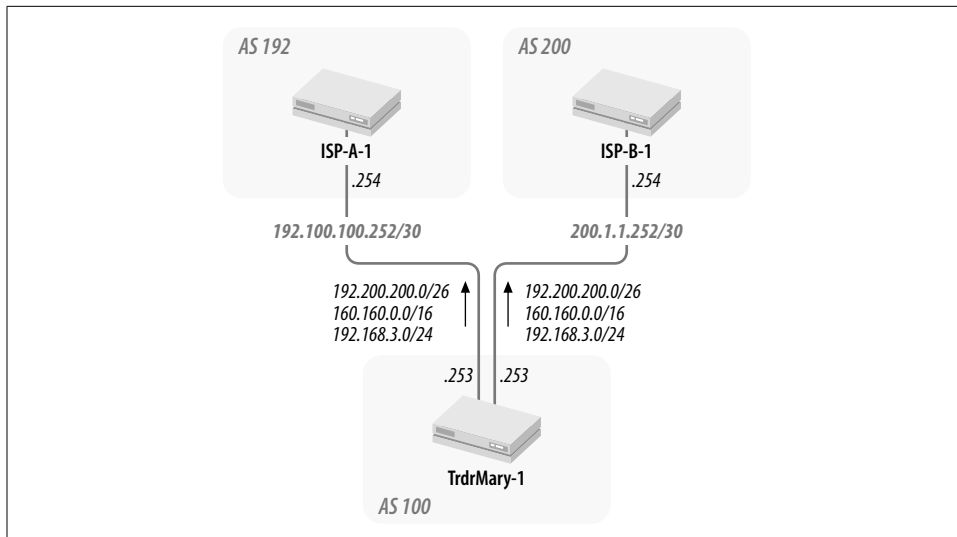 AS 192
AS 200
ISP-A-1
ISP-B-1
.254
.254
192.100.100.252/30
200.1.1.252/30
192.200.200.0/26
160.160.0.0/16
192.168.3.0/24
192.200.200.0/26
160.160.0.0/16
192.168.3.0/24
.253
.253
TrdrMary-1
AS 100